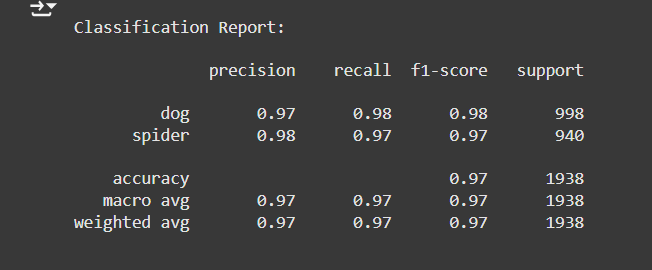 Classification Report:
precision recall f1-score support
dog 0.97 0.98 0.98 998
spider 0.98 0.97 0.97 940
accuracy 0.97 1938
macro avg 0.97 0.97 0.97 1938
weighted avg 0.97 0.97 0.97 1938